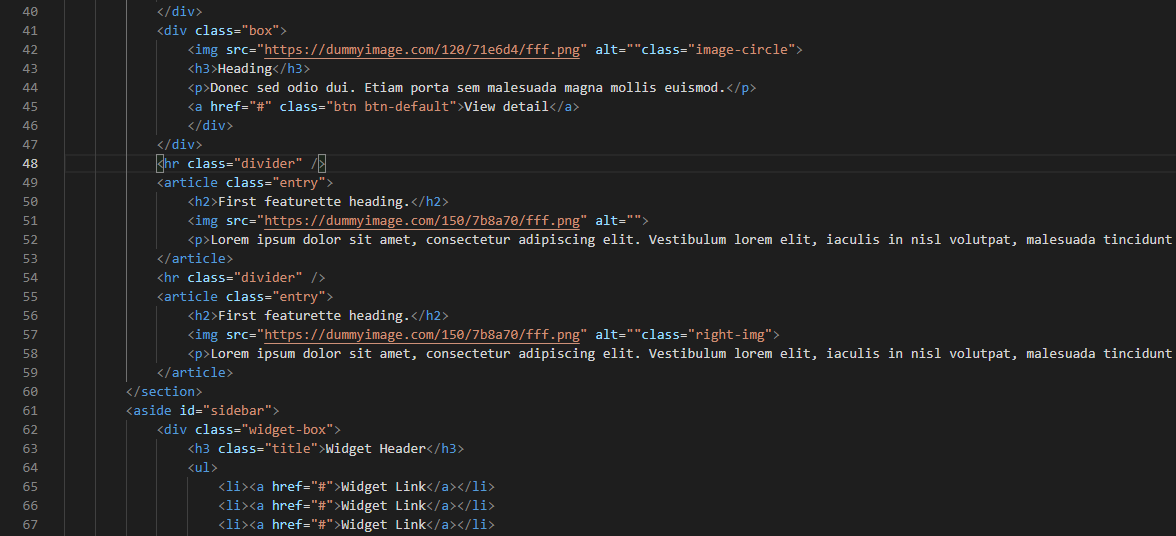 40 </div>
41 <div class="box">
42 <img src="https://dummyimage.com/120/71e6d4/fff.png" alt=""class="image-circle">
43 <h3>Heading</h3>
44 <p>Donec sed odio dui. Etiam porta sem malesuada magna mollis euismod.</p>
45 <a href="#" class="btn btn-default">View detail</a>
46 </div>
47 </div>
48 <hr class="divider" />
49 <article class="entry">
50 <h2>First featurette heading.</h2>
51 <img src="https://dummyimage.com/150/7b8a70/fff.png" alt="">
52 <p>Lorem ipsum dolor sit amet, consectetur adipiscing elit. Vestibulum lorem elit, iaculis in nisl volutpat, malesuada tincidunt
53 </article>
54 <hr class="divider" />
55 <article class="entry">
56 <h2>First featurette heading.</h2>
57 <img src="https://dummyimage.com/150/7b8a70/fff.png" alt=""class="right-img">
58 <p>Lorem ipsum dolor sit amet, consectetur adipiscing elit. Vestibulum lorem elit, iaculis in nisl volutpat, malesuada tincidunt
59 </article>
60 </section>
61 <aside id="sidebar">
62 <div class="widget-box">
63 <h3 class="title">Widget Header</h3>
64 <ul>
65 <li><a href="#">Widget Link</a></li>
66 <li><a href="#">Widget Link</a></li>
67 <li><a href="#">Widget Link</a></li>